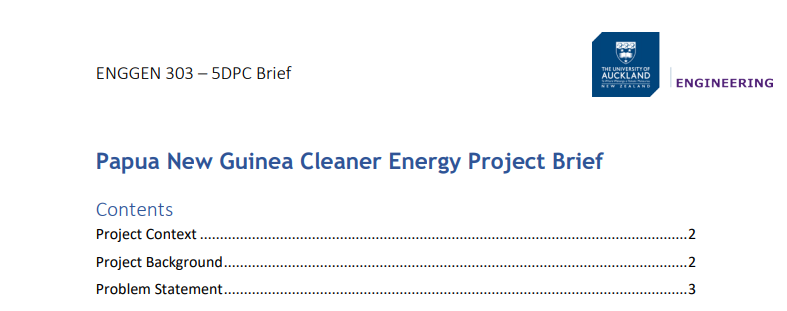 ENGGEN 303 – 5DPC Brief
THE UNIVERSITY OF
AUCKLAND
NEW ZEALAND
ENGINEERING
Papua New Guinea Cleaner Energy Project Brief
Contents
Project Context ........................................................................................................................2
Project Background..................................................................................................................2
Problem Statement..................................................................................................................3